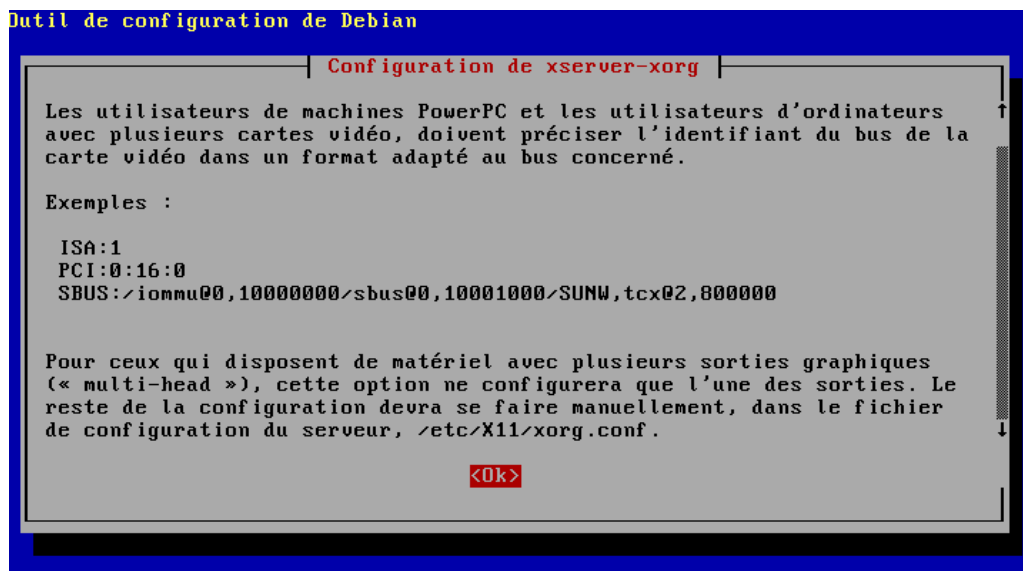 Outil de configuration de Debian
Configuration de xserver-xorg
Les utilisateurs de machines PowerPC et les utilisateurs d'ordinateurs
avec plusieurs cartes vidéo, doivent préciser l'identifiant du bus de la
carte vidéo dans un format adapté au bus concerné.
Exemples :
ISA:1
PCI:0:16:0
SBUS:/iommu@0,10000000/sbus@0,10001000/SUNW,tcx@2,800000
Pour ceux qui disposent de matériel avec plusieurs sorties graphiques
(« multi-head »), cette option ne configurera que l'une des sorties. Le
reste de la configuration devra se faire manuellement, dans le fichier
de configuration du serveur, /etc/X11/xorg.conf.
<Ok>